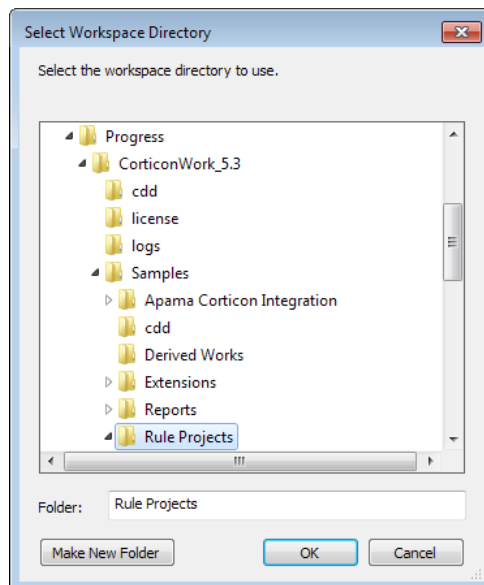 Select Workspace Directory
Select the workspace directory to use.
Progress
CorticonWork_5.3
cdd
license
logs
Samples
Apama Corticon Integration
cdd
Derived Works
Extensions
Reports
Rule Projects
Folder: Rule Projects
Make New Folder OK Cancel